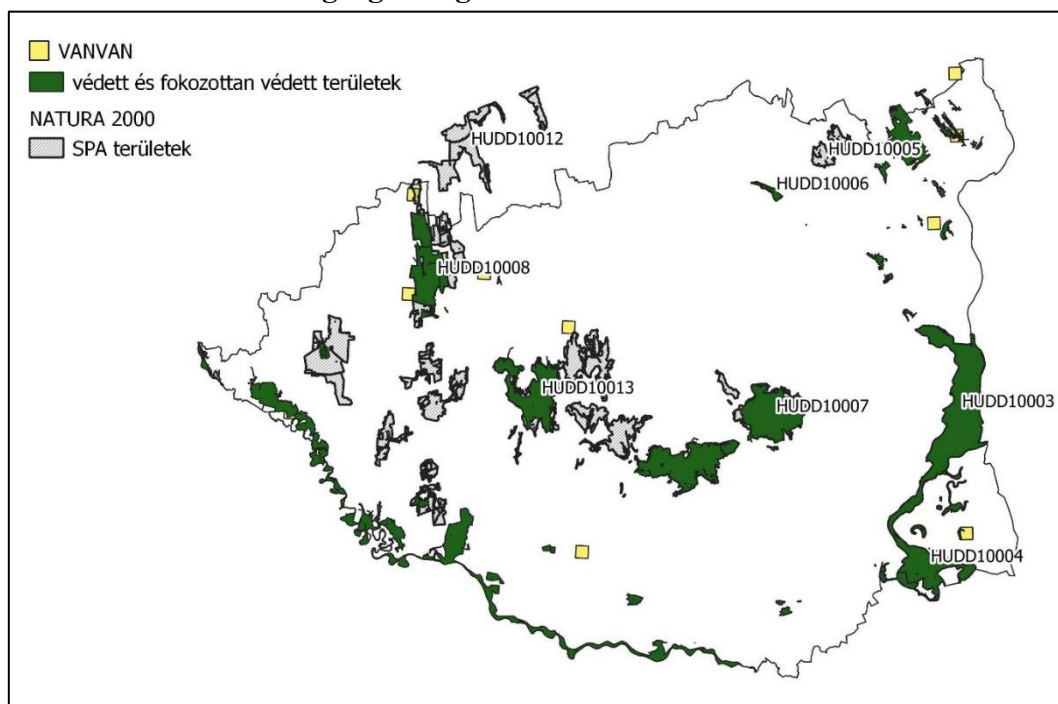 VANVAN
védett és fokozottan védett területek
NATURA 2000
SPA területek
HUDD10012
HUDD10005
HUDD10006
HUDD10008
HUDD10013
HUDD10007
HUDD10003
HUDD10004